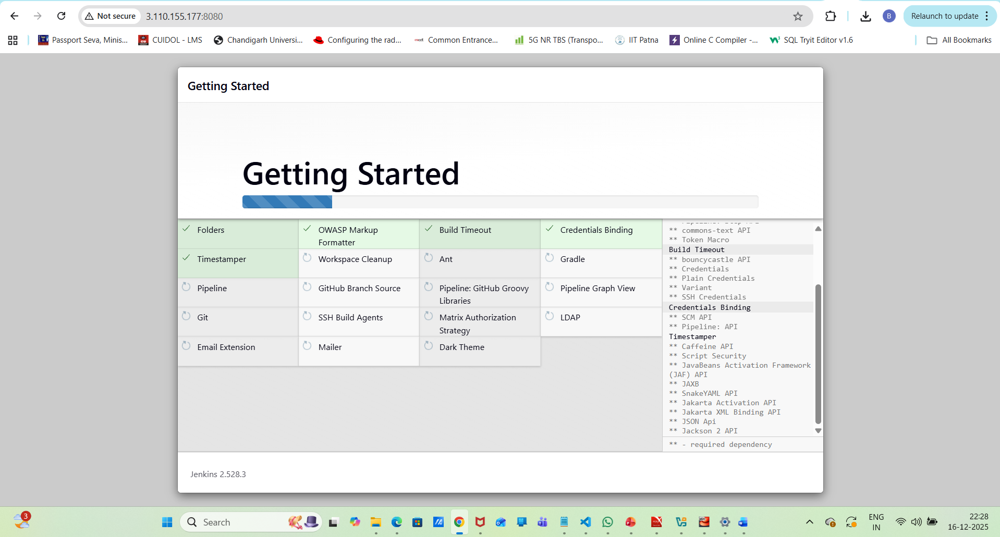 Not secure
3.110.155.177:8080
B
Relaunch to update
Passport Seva, Minis...
CUIDOL - LMS
Chandigarh Universi...
Configuring the rad...
Common Entrance...
5G NR TBS (Transpo...
IIT Patna
Online C Compiler -...
SQL Tryit Editor v1.6
All Bookmarks
Getting Started
Getting Started
Folders
OWASP Markup
Formatter
Build Timeout
Credentials Binding
Timestamper
Workspace Cleanup
Ant
Gradle
Pipeline
GitHub Branch Source
Pipeline: GitHub Groovy
Libraries
Pipeline Graph View
Git
SSH Build Agents
Matrix Authorization
Strategy
LDAP
Email Extension
Mailer
Dark Theme
** commons-text API
** Token Macro
Build Timeout
** bouncycastle API
** Credentials
** Plain Credentials
** Variant
** SSH Credentials
Credentials Binding
** SCM API
** Pipeline: API
Timestamper
** Caffeine API
** Script Security
** JavaBeans Activation Framework
(JAF) API
** JAXB
** SnakeYAML API
** Jakarta Activation API
** Jakarta XML Binding API
** JSON Api
** Jackson 2 API
** - required dependency
Jenkins 2.528.3
3
Search
ENG
IN
22:28
16-12-2025